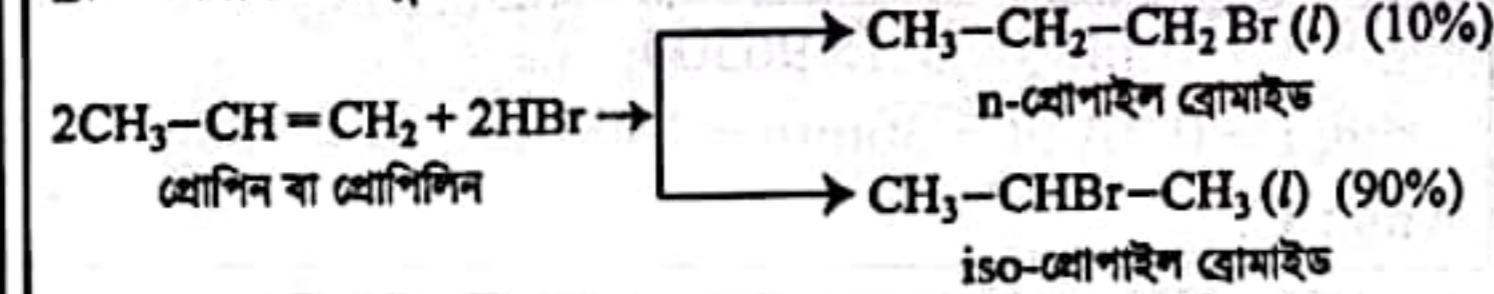 CH₃−CH₂−CH₂Br (l) (10%)
n-প্রোপাইল ব্রোমাইড
2CH₃−CH=CH₂ + 2HBr →
প্রোপিন বা প্রোপিলিন
CH₃−CHBr−CH₃ (l) (90%)
iso-প্রোপাইল ব্রোমাইড